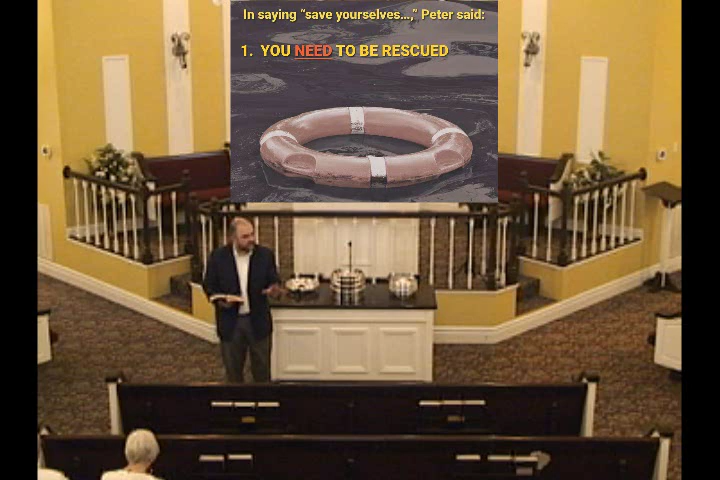 In saying “save yourselves...,” Peter said:
1. YOU NEED TO BE RESCUED